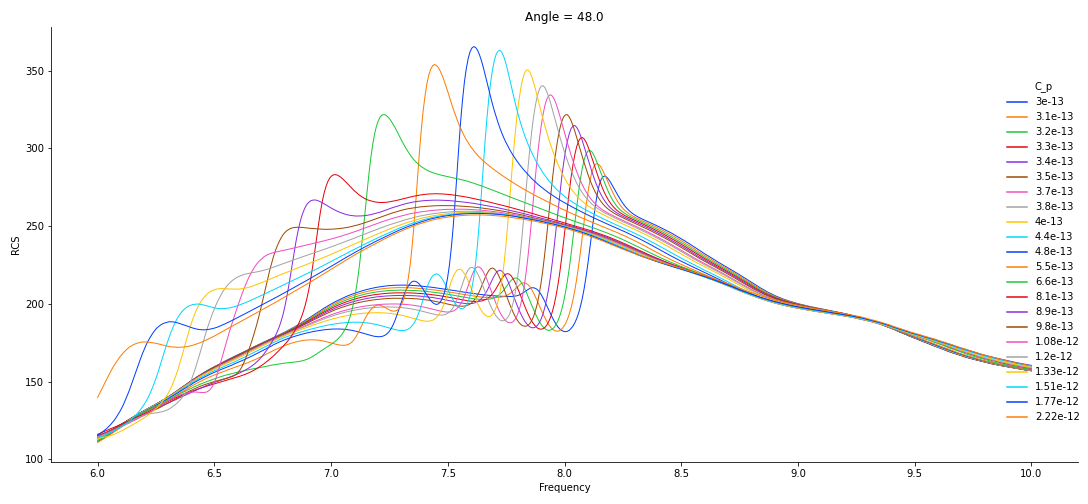 Angle = 48.0
RCS
350
300
250
200
150
100
6.0 6.5 7.0 7.5 8.0 8.5 9.0 9.5 10.0
Frequency
C_p
3e-13
3.1e-13
3.2e-13
3.3e-13
3.4e-13
3.5e-13
3.7e-13
3.8e-13
4e-13
4.4e-13
4.8e-13
5.5e-13
6.6e-13
8.1e-13
8.9e-13
9.8e-13
1.08e-12
1.2e-12
1.33e-12
1.51e-12
1.77e-12
2.22e-12